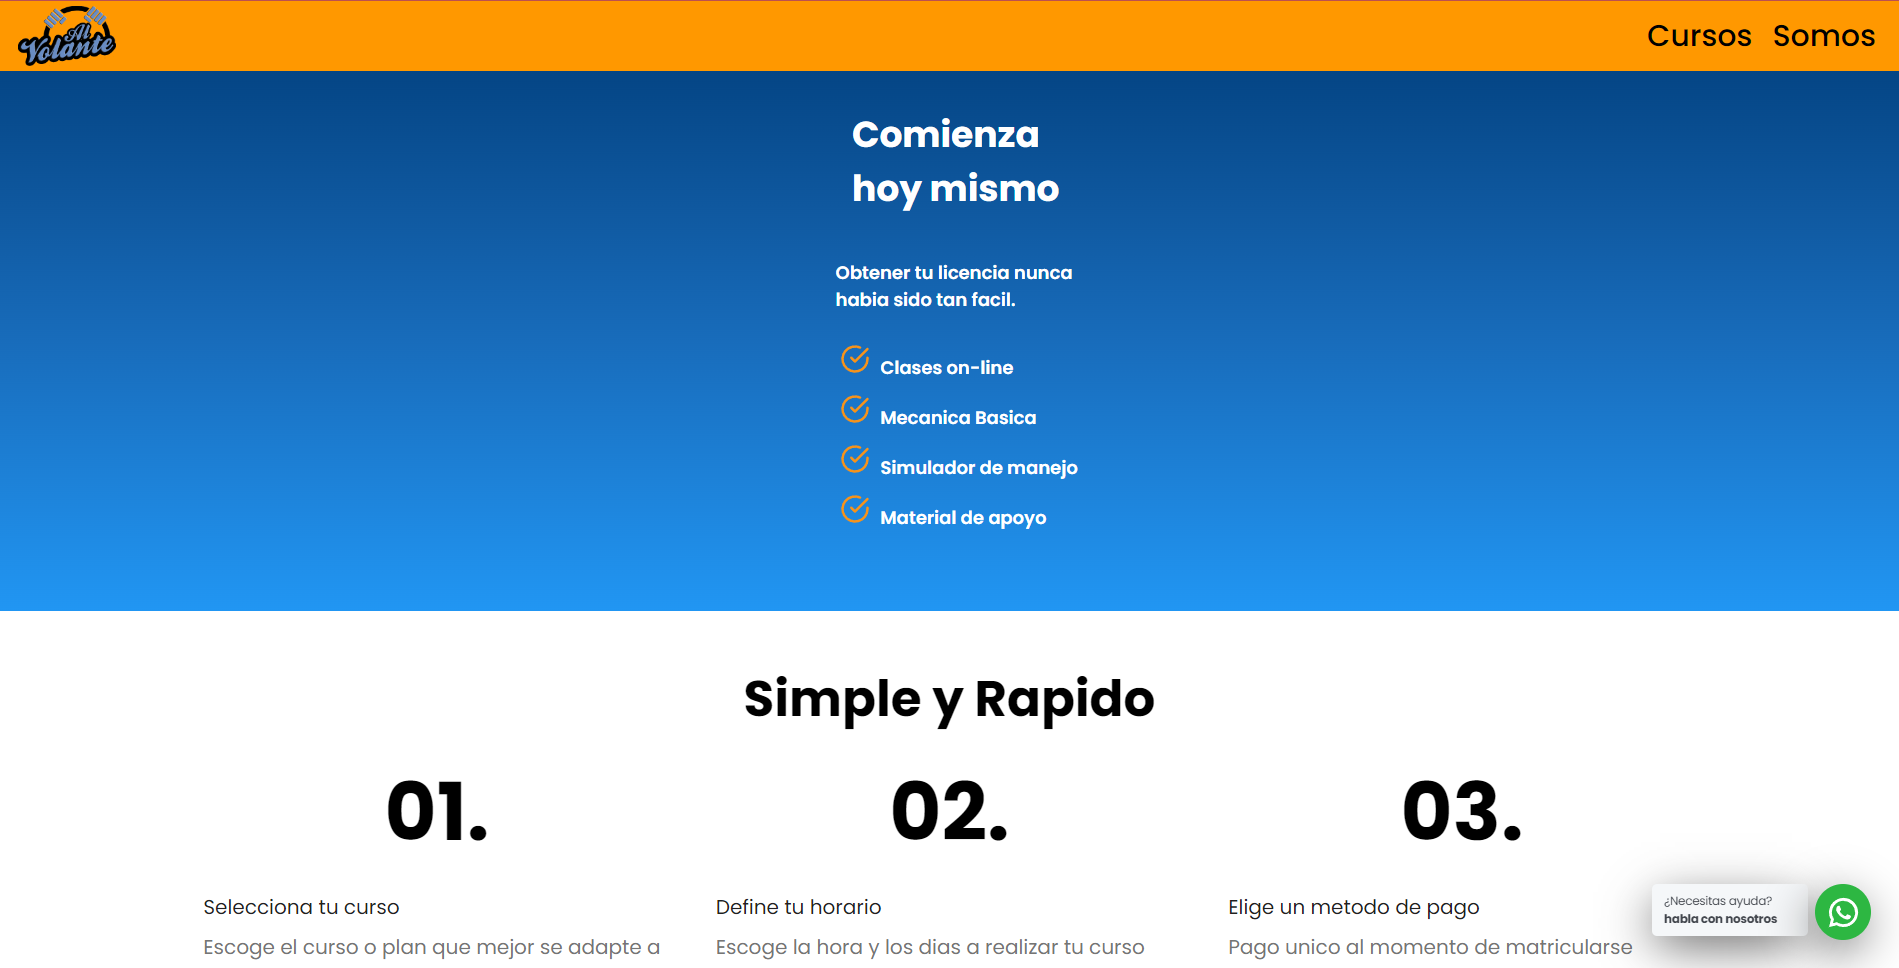 Al
Volante
Cursos
Somos
Comienza
hoy mismo
Obtener tu licencia nunca
habia sido tan facil.
Clases on-line
Mecanica Basica
Simulador de manejo
Material de apoyo
Simple y Rapido
01.
Selecciona tu curso
Escoge el curso o plan que mejor se adapte a
02.
Define tu horario
Escoge la hora y los dias a realizar tu curso
03.
Elige un metodo de pago
Pago unico al momento de matricularse
¿Necesitas ayuda?
habla con nosotros